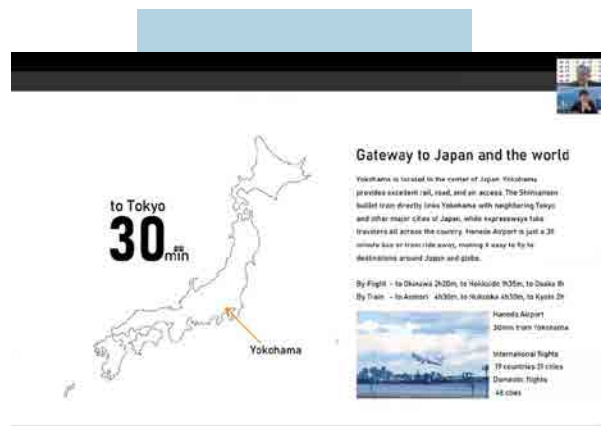 to Tokyo
30 min
Yokohama
Gateway to Japan and the world
Yokohama is located in the center of Japan. Yokohama
provides excellent rail, road, and air access. The Shinkansen
bullet train directly links Yokohama with neighboring Tokyo
and other major cities of Japan, while expressways take
travelers all across the country. Haneda Airport is just a 30
minute bus or train ride away, making it easy to fly to
destinations around Japan and globe.
By Flight - to Okinawa 2h20m, to Hokkaido 1h35m, to Osaka 1h
By Train - to Aomori 4h30m, to Fukuoka 4h30m, to Kyoto 2h
Haneda Airport
30min from Yokohama
International flights
19 countries 31 cities
Domestic flights
48 cities